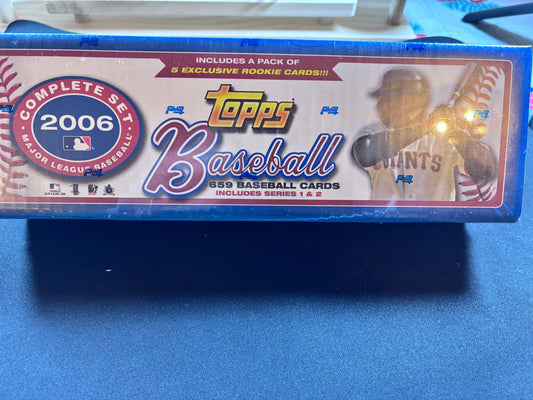 INCLUDES A PACK OF
5 EXCLUSIVE ROOKIE CARDS!!!
COMPLETE SET
2006
MAJOR LEAGUE BASEBALL
Topps
Baseball
659 BASEBALL CARDS
INCLUDES SERIES 1 & 2
GIANTS